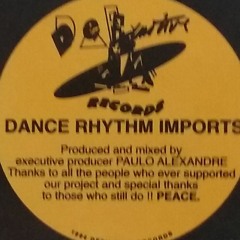 RECORDS
DANCE RHYTHM IMPORTS
Produced and mixed by
executive producer PAULO ALEXANDRE
Thanks to all the people who ever supported
our project and special thanks
to those who still do !! PEACE.